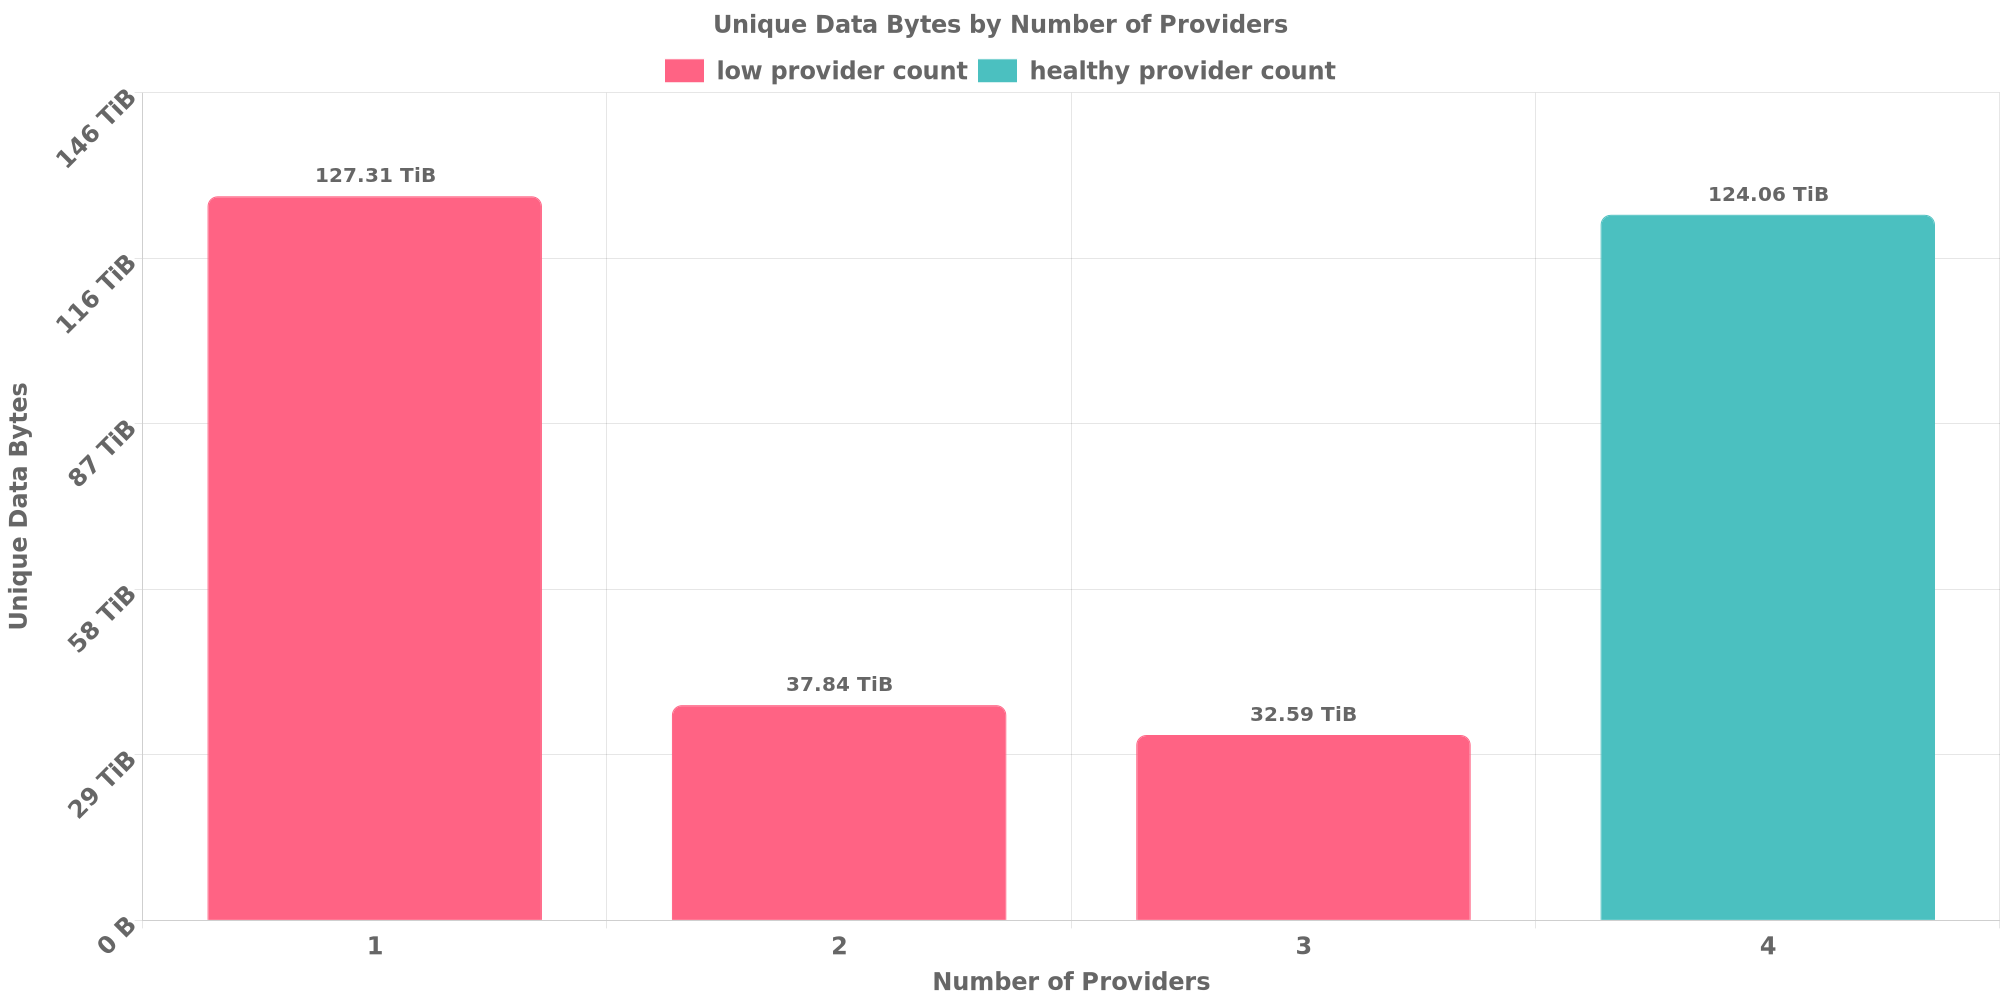 Unique Data Bytes by Number of Providers
low provider count healthy provider count
146 TiB
116 TiB
87 TiB
58 TiB
29 TiB
0 B
Unique Data Bytes
127.31 TiB
37.84 TiB
32.59 TiB
124.06 TiB
1 2 3 4
Number of Providers